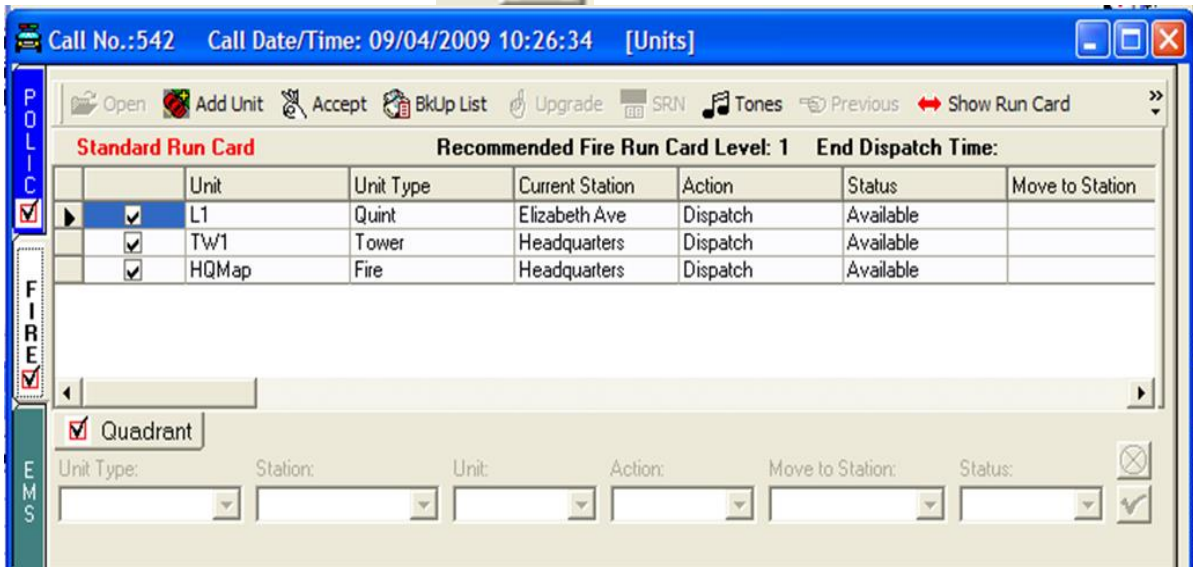 Call No.:542 Call Date/Time: 09/04/2009 10:26:34 [Units]
POLIC
Open Add Unit Accept BkUp List Upgrade SRN Tones Previous Show Run Card »
Standard Run Card Recommended Fire Run Card Level: 1 End Dispatch Time:
Unit Unit Type Current Station Action Status Move to Station
L1 Quint Elizabeth Ave Dispatch Available
TW1 Tower Headquarters Dispatch Available
HQMap Fire Headquarters Dispatch Available
FIRE
Quadrant
EMS
Unit Type: Station: Unit: Action: Move to Station: Status: